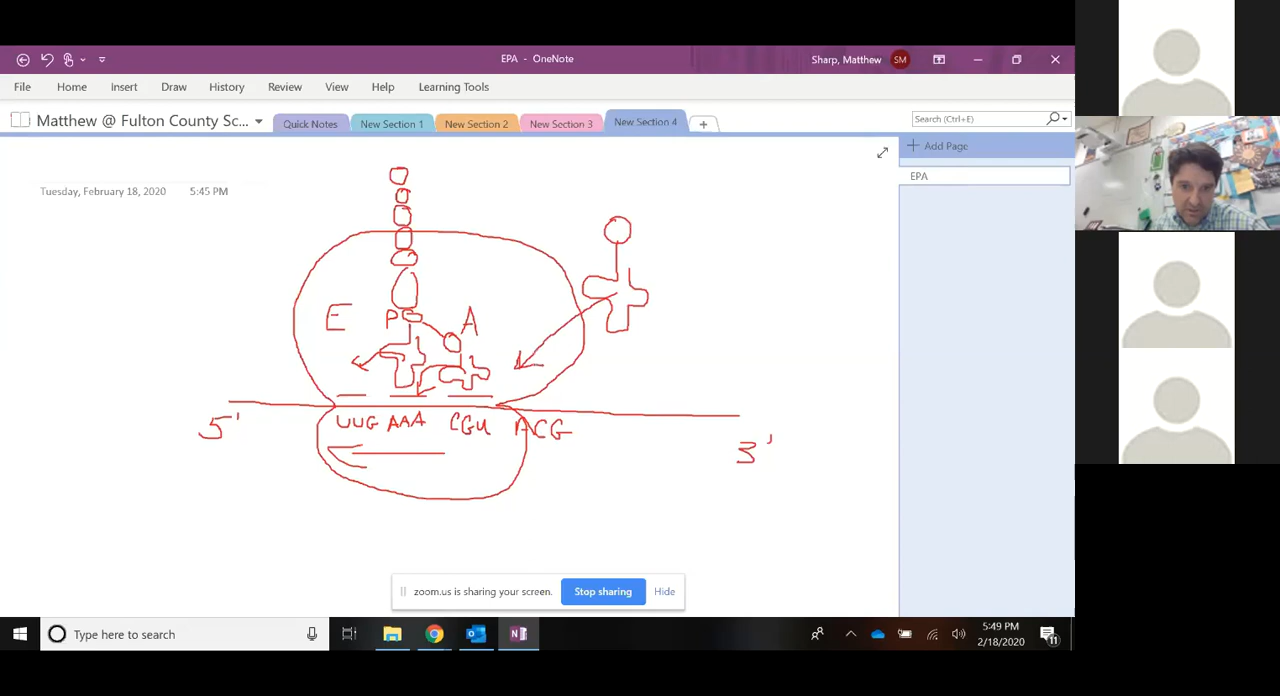 EPA - OneNote
Sharp, Matthew SM
File Home Insert Draw History Review View Help Learning Tools
Matthew @ Fulton County Sc...
Quick Notes New Section 1 New Section 2 New Section 3 New Section 4
Search (Ctrl+E)
Add Page
EPA
Tuesday, February 18, 2020 5:45 PM
E P A
5' UUG AAA CGU ACG 3'
zoom.us is sharing your screen. Stop sharing Hide
Type here to search
5:49 PM
2/18/2020
11